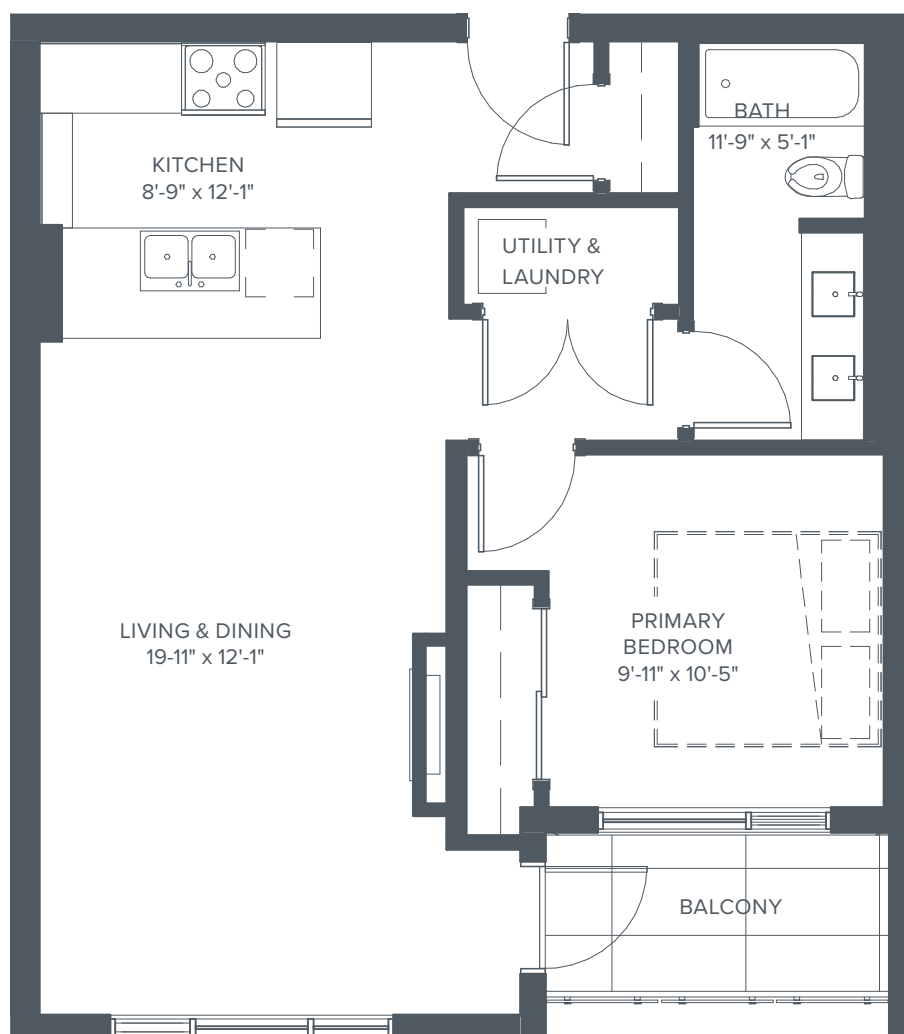 BATH
11'-9" x 5'-1"
KITCHEN
8'-9" x 12'-1"
UTILITY &
LAUNDRY
LIVING & DINING
19-11" x 12'-1"
PRIMARY
BEDROOM
9'-11" x 10'-5"
BALCONY